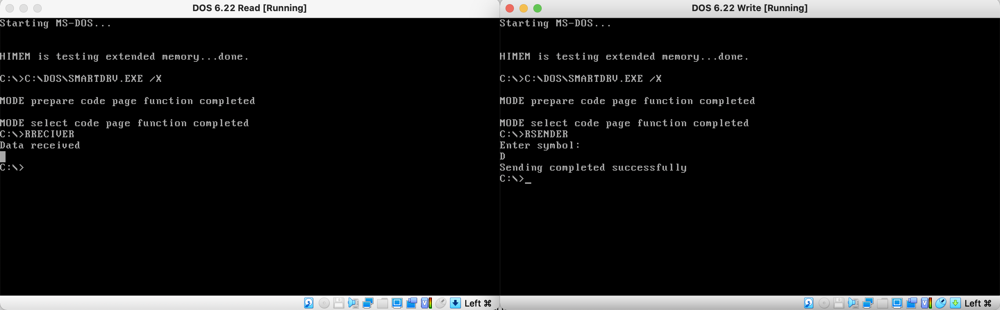 DOS 6.22 Read [Running]
Starting MS-DOS...
HIMEM is testing extended memory...done.
C:\>C:\DOS\SMARTDRV.EXE /X
MODE prepare code page function completed
MODE select code page function completed
C:\>RRECIVER
Data received
C:\>
Left ⌘
DOS 6.22 Write [Running]
Starting MS-DOS...
HIMEM is testing extended memory...done.
C:\>C:\DOS\SMARTDRV.EXE /X
MODE prepare code page function completed
MODE select code page function completed
C:\>RSENDER
Enter symbol:
D
Sending completed successfully
C:\>_
Left ⌘